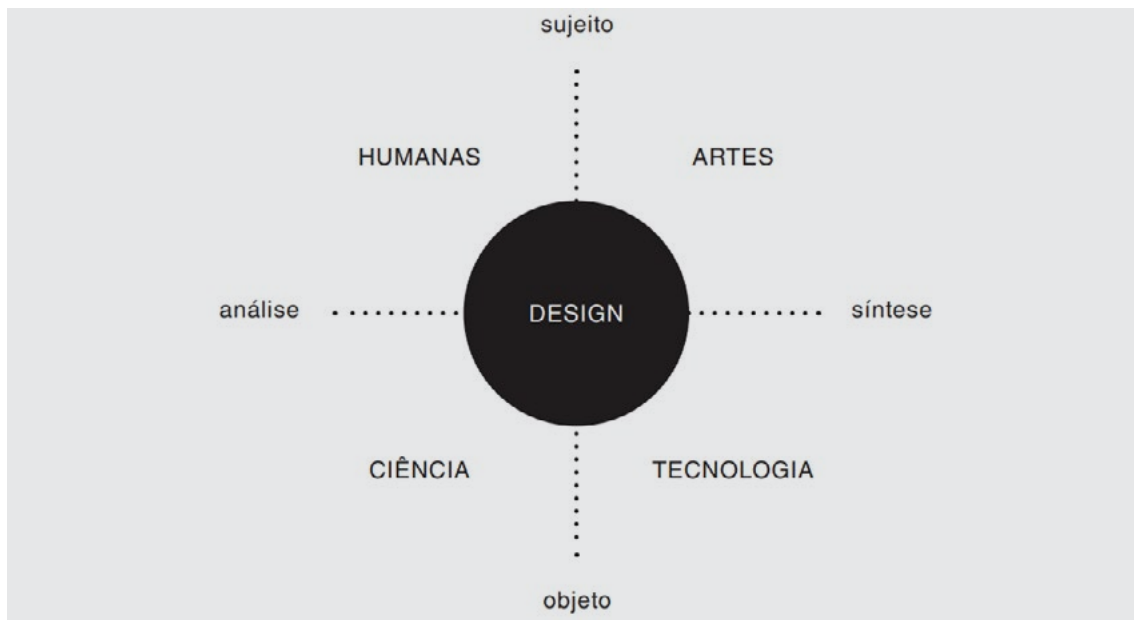 sujeito
HUMANAS ARTES
análise DESIGN síntese
CIÊNCIA TECNOLOGIA
objeto